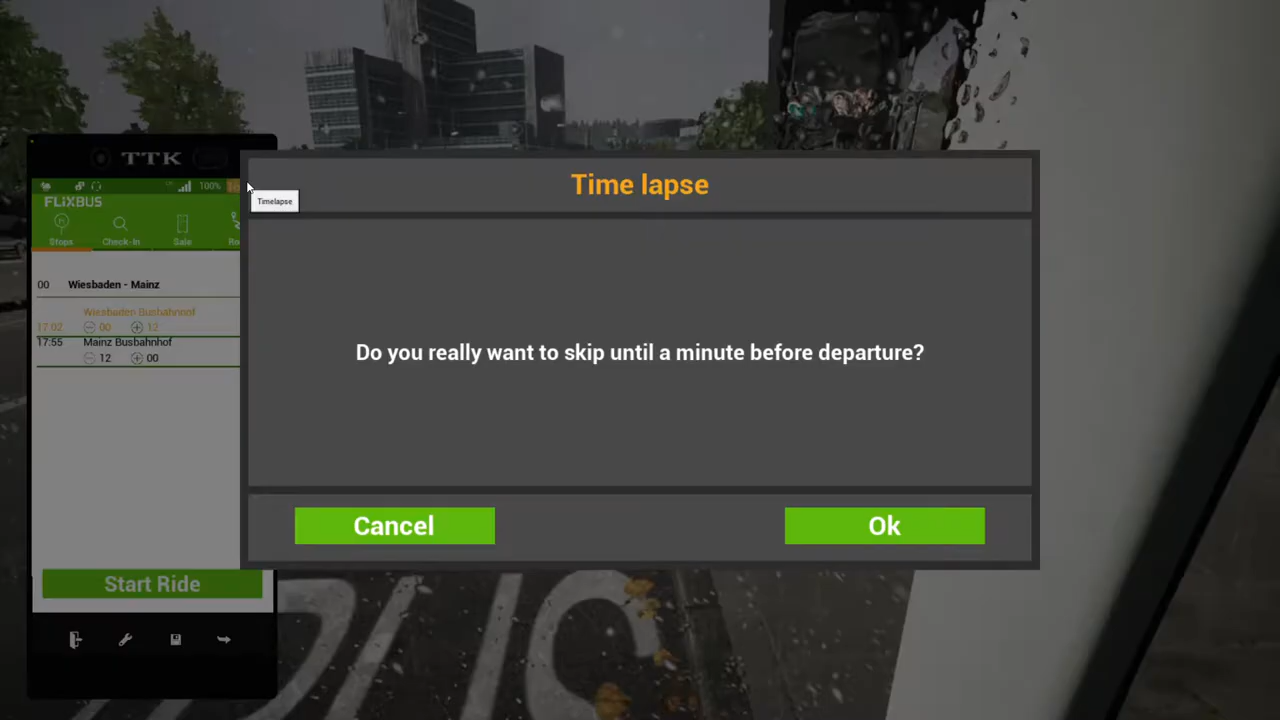 TTK
100%
FLiXBUS
Stops Check-In Sale
Timelapse
00 Wiesbaden - Mainz
Wiesbaden Busbahnhof
17:02 00 12
17:55 Mainz Busbahnhof
12 00
Start Ride
Time lapse
Do you really want to skip until a minute before departure?
Cancel Ok